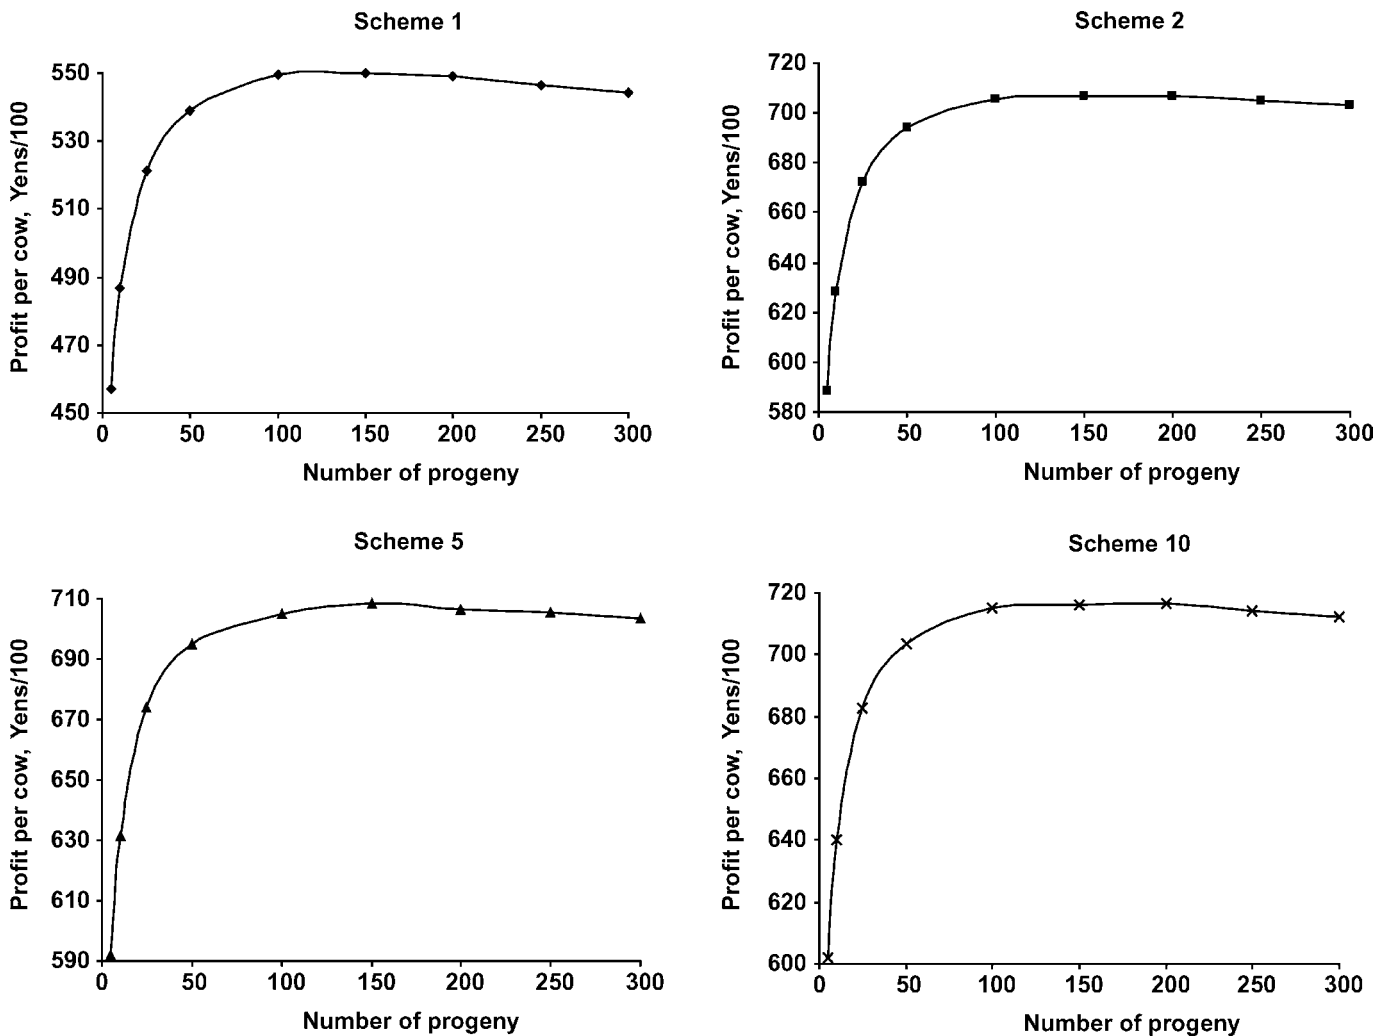 Scheme 1
Profit per cow, Yens/100
550
530
510
490
470
450
0 50 100 150 200 250 300
Number of progeny
Scheme 2
Profit per cow, Yens/100
720
700
680
660
640
620
600
580
0 50 100 150 200 250 300
Number of progeny
Scheme 5
Profit per cow, Yens/100
710
690
670
650
630
610
590
0 50 100 150 200 250 300
Number of progeny
Scheme 10
Profit per cow, Yens/100
720
700
680
660
640
620
600
0 50 100 150 200 250 300
Number of progeny